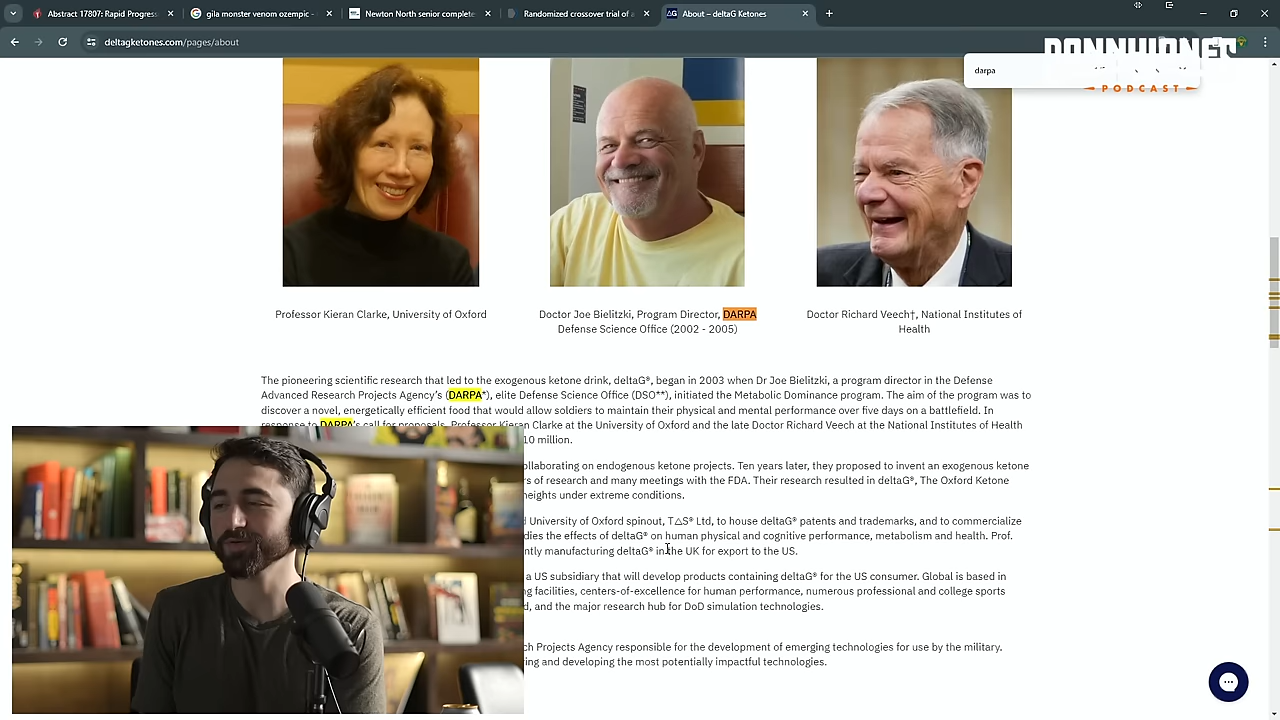 Abstract 17807: Rapid Progress
gila monster venom ozempic -
Newton North senior complete
Randomized crossover trial of a
About – deltaG Ketones
deltagketones.com/pages/about
DANNY JONES
PODCAST
darpa
Professor Kieran Clarke, University of Oxford
Doctor Joe Bielitzki, Program Director, DARPA
Defense Science Office (2002 - 2005)
Doctor Richard Veech†, National Institutes of
Health
The pioneering scientific research that led to the exogenous ketone drink, deltaG®, began in 2003 when Dr Joe Bielitzki, a program director in the Defense
Advanced Research Projects Agency's (DARPA*), elite Defense Science Office (DSO**), initiated the Metabolic Dominance program. The aim of the program was to
discover a novel, energetically efficient food that would allow soldiers to maintain their physical and mental performance over five days on a battlefield. In
response to DARPA's call for proposals, Professor Kieran Clarke at the University of Oxford and the late Doctor Richard Veech at the National Institutes of Health
10 million.
ollaborating on endogenous ketone projects. Ten years later, they proposed to invent an exogenous ketone
rs of research and many meetings with the FDA. Their research resulted in deltaG®, The Oxford Ketone
heights under extreme conditions.
d University of Oxford spinout, T△S® Ltd, to house deltaG® patents and trademarks, and to commercialize
dies the effects of deltaG® on human physical and cognitive performance, metabolism and health. Prof.
ntly manufacturing deltaG® in the UK for export to the US.
a US subsidiary that will develop products containing deltaG® for the US consumer. Global is based in
ng facilities, centers-of-excellence for human performance, numerous professional and college sports
d, and the major research hub for DoD simulation technologies.
ch Projects Agency responsible for the development of emerging technologies for use by the military.
ing and developing the most potentially impactful technologies.